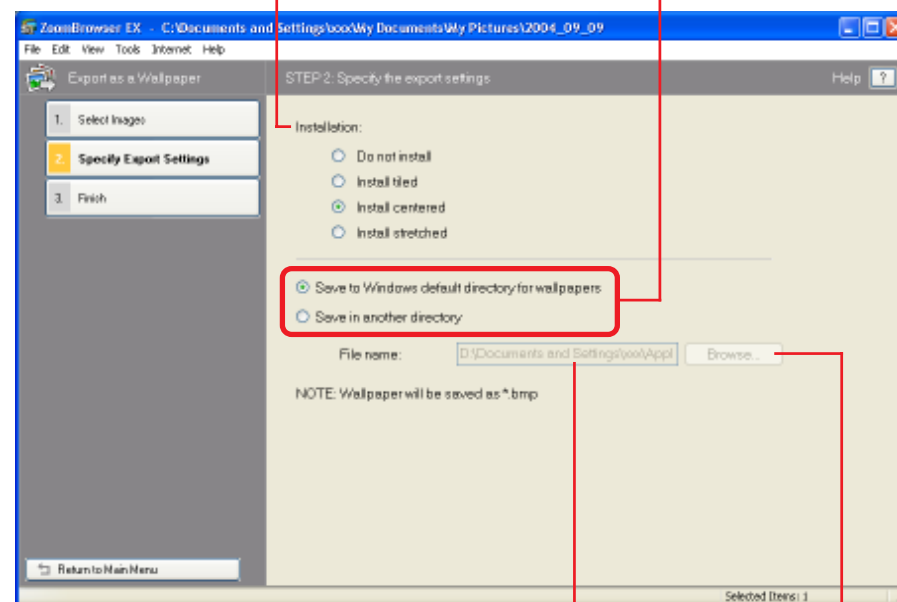 ZoomBrowser EX - C:\Documents and Settings\xxx\My Documents\My Pictures\2004_09_09
File Edit View Tools Internet Help
Export as a Wallpaper
STEP 2: Specify the export settings
Help ?
1. Select Images
2. Specify Export Settings
3. Finish
Installation:
Do not install
Install tiled
Install centered
Install stretched
Save to Windows default directory for wallpapers
Save in another directory
File name: D:\Documents and Settings\xxx\Appl Browse...
NOTE: Wallpaper will be saved as *.bmp
Return to Main Menu
Selected Items: 1